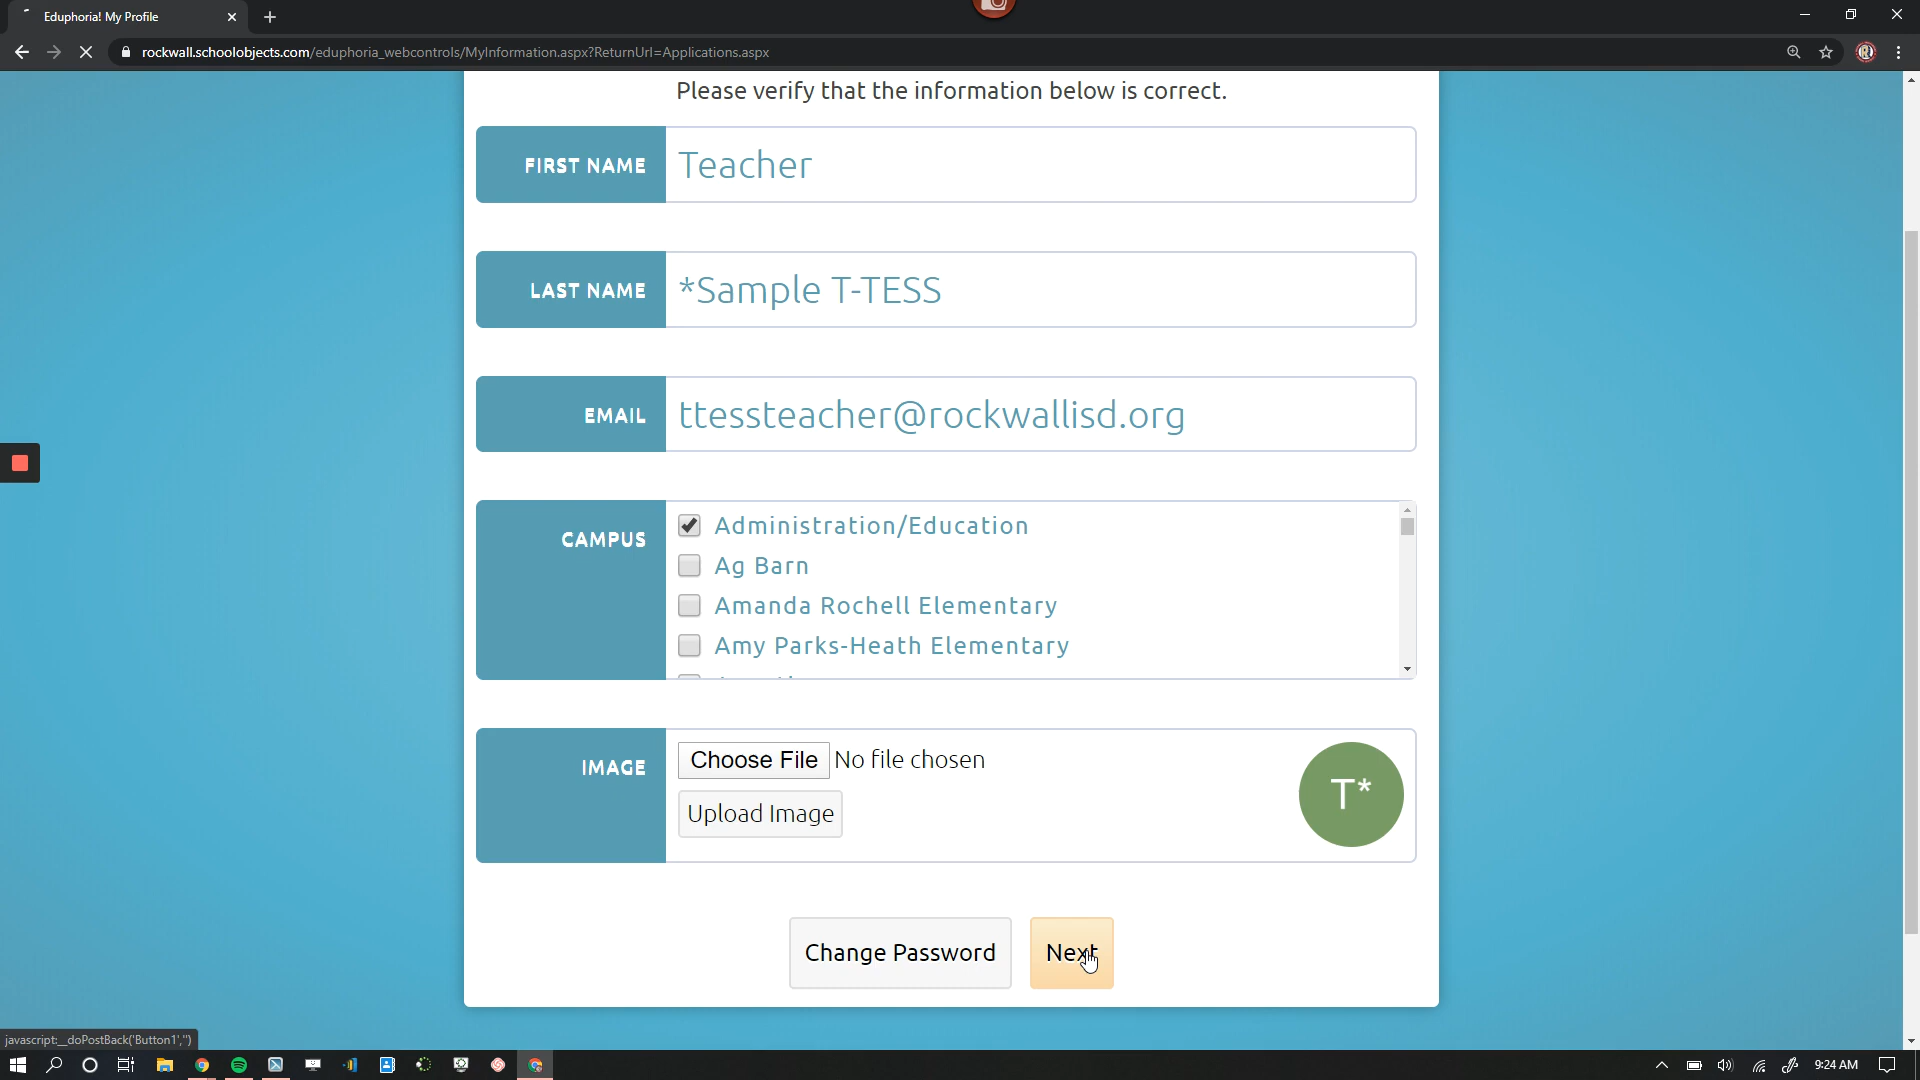 Eduphoria! My Profile
rockwall.schoolobjects.com/eduphoria_webcontrols/MyInformation.aspx?ReturnUrl=Applications.aspx
Please verify that the information below is correct.
FIRST NAME Teacher
LAST NAME *Sample T-TESS
EMAIL ttessteacher@rockwallisd.org
CAMPUS
Administration/Education
Ag Barn
Amanda Rochell Elementary
Amy Parks-Heath Elementary
IMAGE
Choose File No file chosen
Upload Image
T*
Change Password Next
javascript:__doPostBack('Button1','')
9:24 AM